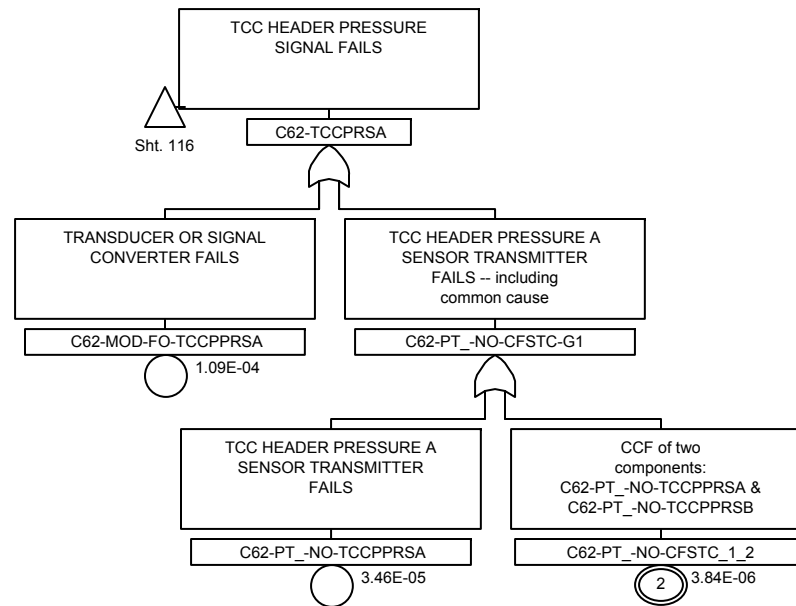 TCC HEADER PRESSURE
SIGNAL FAILS
Sht. 116
C62-TCCPRSA
TRANSDUCER OR SIGNAL
CONVERTER FAILS
TCC HEADER PRESSURE A
SENSOR TRANSMITTER
FAILS -- including
common cause
C62-MOD-FO-TCCPPRSA
1.09E-04
C62-PT_-NO-CFSTC-G1
TCC HEADER PRESSURE A
SENSOR TRANSMITTER
FAILS
CCF of two
components:
C62-PT_-NO-TCCPPRSA &
C62-PT_-NO-TCCPPRSB
C62-PT_-NO-TCCPPRSA
3.46E-05
C62-PT_-NO-CFSTC_1_2
2
3.84E-06